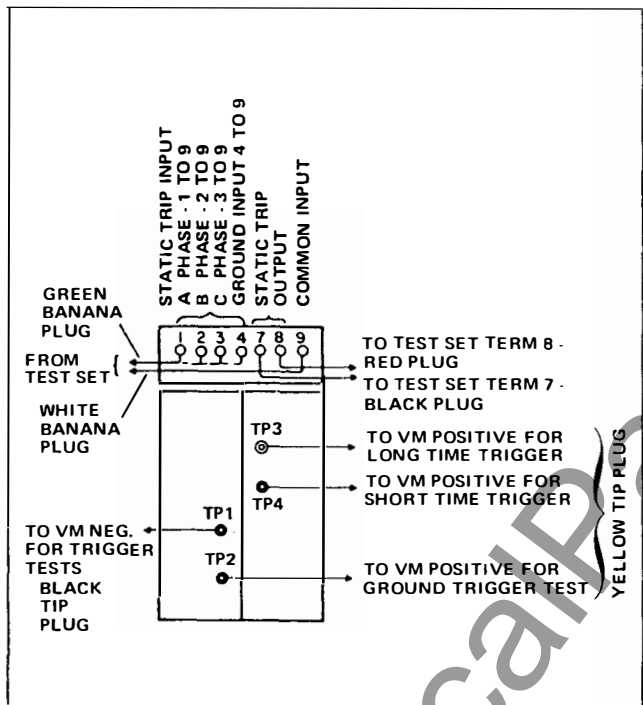 STATIC TRIP INPUT
A PHASE - 1 TO 9
B PHASE - 2 TO 9
C PHASE - 3 TO 9
GROUND INPUT 4 TO 9
STATIC TRIP
OUTPUT
COMMON INPUT
GREEN
BANANA
PLUG
1 2 3 4 7 8 9
FROM
TEST SET
TO TEST SET TERM 8 -
RED PLUG
TO TEST SET TERM 7 -
BLACK PLUG
WHITE
BANANA
PLUG
TP3
TO VM POSITIVE FOR
LONG TIME TRIGGER
TP4
TO VM POSITIVE FOR
SHORT TIME TRIGGER
YELLOW TIP PLUG
TP1
TO VM NEG.
FOR TRIGGER
TESTS
BLACK
TIP
PLUG
TP2
TO VM POSITIVE FOR
GROUND TRIGGER TEST
calPa